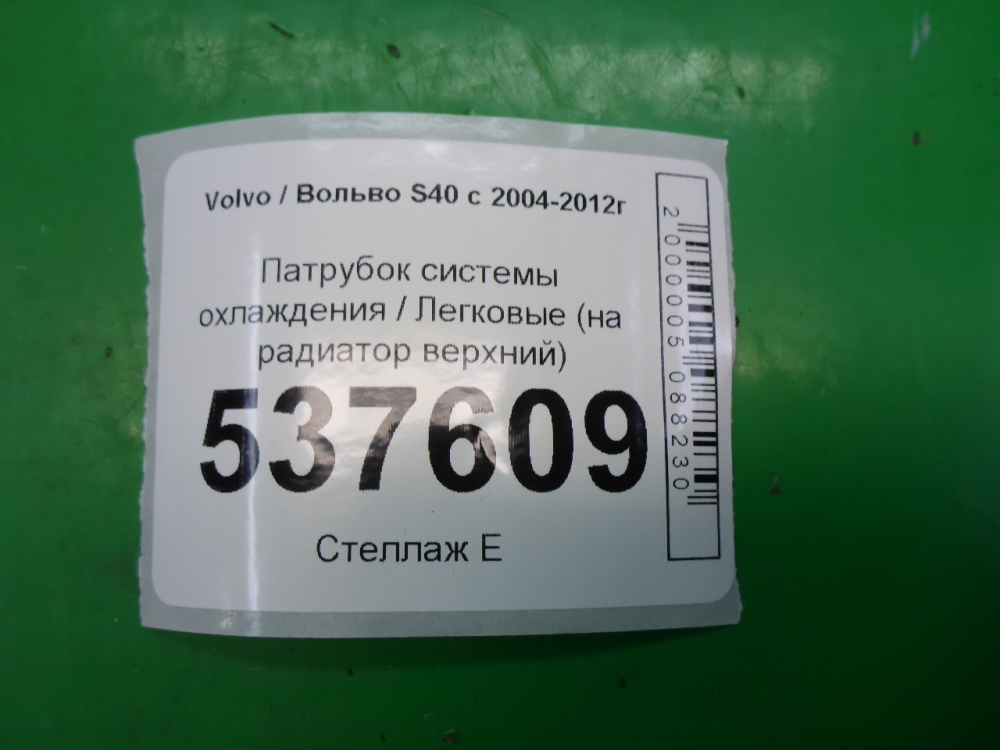 Volvo / Вольво S40 с 2004-2012г
Патрубок системы
охлаждения / Легковые (на
радиатор верхний)
537609
Стеллаж Е
2000005088230